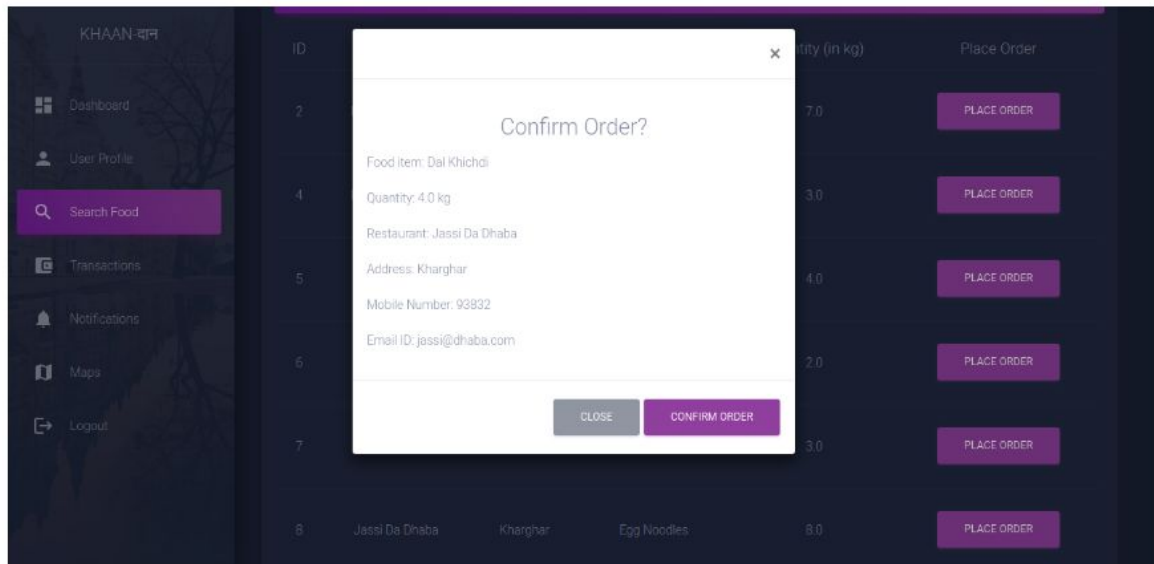 KHAAN-दान
Dashboard
User Profile
Search Food
Transactions
Notifications
Maps
Logout
ID
tity (in kg)
Place Order
2
7.0
PLACE ORDER
4
3.0
PLACE ORDER
5
4.0
PLACE ORDER
6
2.0
PLACE ORDER
7
3.0
PLACE ORDER
8 Jassi Da Dhaba Kharghar Egg Noodles 8.0 PLACE ORDER
×
Confirm Order?
Food item: Dal Khichdi
Quantity: 4.0 kg
Restaurant: Jassi Da Dhaba
Address: Kharghar
Mobile Number: 93832
Email ID: jassi@dhaba.com
CLOSE
CONFIRM ORDER